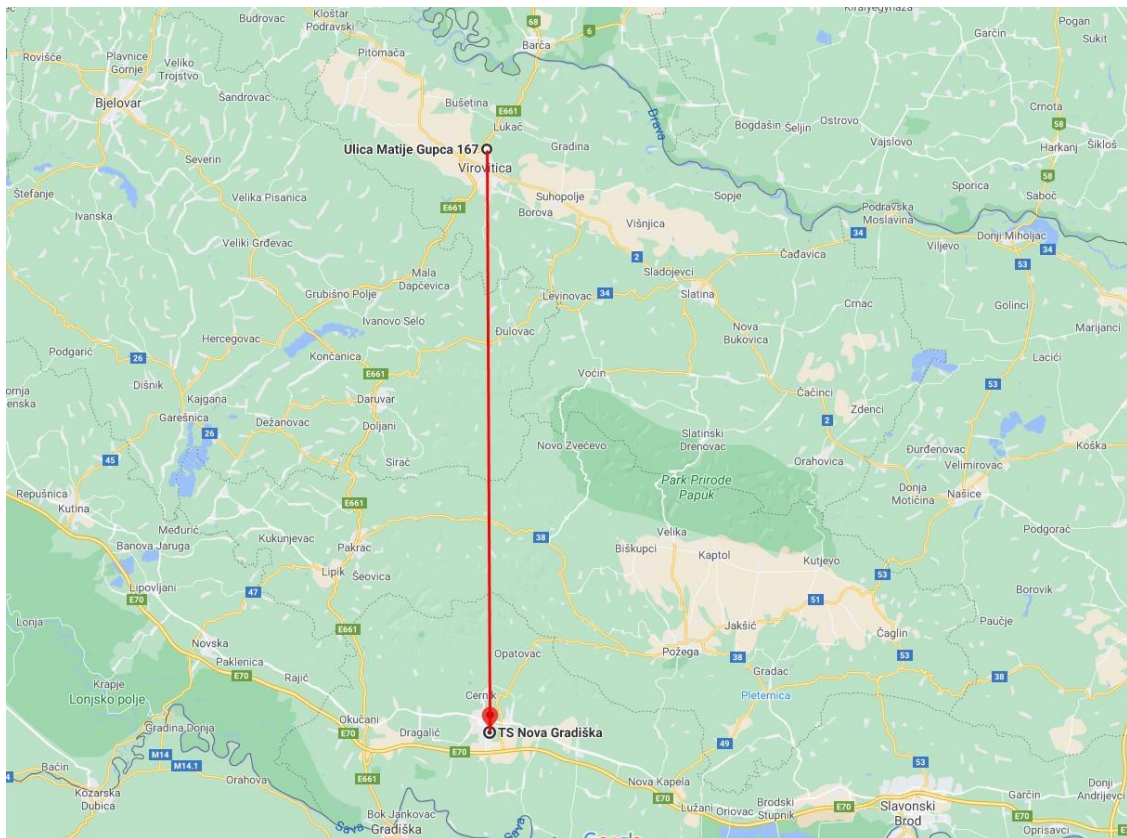 Budrovac
Kloštar
Podravski
68
6
Királyegyháza
Garčin
Pogan
Sukit
Rovišće
Plavnice
Gornje
Veliko
Trojstvo
Pitomača
Barča
Bjelovar
Šandrovac
Bušetina
E661
Lukač
Drava
Bogdašin
Šeljin
Ostrovo
Crnota
58
Ulica Matije Gupca 167
Gradina
Vajslovo
Harkanj
Šikloš
Severin
Virovitica
58
Štefanje
Velika Pisanica
E661
Suhopolje
Sopje
Podravska
Moslavina
Sporica
Saboč
Ivanska
Borova
Višnjica
34
Donji Miholjac
Veliki Grđevac
2
Čađavica
Viljevo
53
34
Mala
Dapčevica
Sladojevci
Grubišno Polje
Levinovac
34
Slatina
Crnac
Golinci
Ivanovo Selo
Đulovac
Nova
Bukovica
Marijanci
Podgarić
26
Hercegovac
Končanica
Lacići
Dišnik
E661
Voćin
53
Kajgana
Daruvar
Čačinci
Zdenci
Garešnica
Dežanovac
Doljani
2
26
Novo Zvečevo
Slatinski
Drenovac
Đurđenovac
Koška
45
Sirač
Orahovica
Velimirovac
Repušnica
Park Prirode
Papuk
Donja
Motičina
Našice
Kutina
E661
Međurić
Velika
Podgorač
Banova Jaruga
Kukunjevac
Pakrac
38
Biškupci
Kaptol
Kutjevo
Lipik
Šeovica
53
Lipovljani
E70
47
51
Borovik
Lonja
E661
Jakšić
Paučje
Novska
Opatovac
Požega
Čaglin
Paklenica
38
53
E70
Gradac
38
Krapje
Rajić
Cernik
Pleternica
Lonjsko polje
Okučani
Gradina Donja
Dragalić
TS Nova Gradiška
M14
E70
49
Baćin
M14.1
53
Orahova
E661
Nova Kapela
Donji
Andrijevci
Kozarska
Dubica
E70
Garčin
Bok Jankovac
Lužani
Oriovac
Brodski
Stupnik
Slavonski
Brod
E70
Sava
Gradiška
Sava
E70
Oprisavci